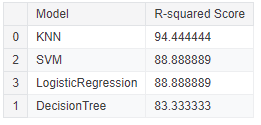 Model R-squared Score
0 KNN 94.444444
2 SVM 88.888889
3 LogisticRegression 88.888889
1 DecisionTree 83.333333